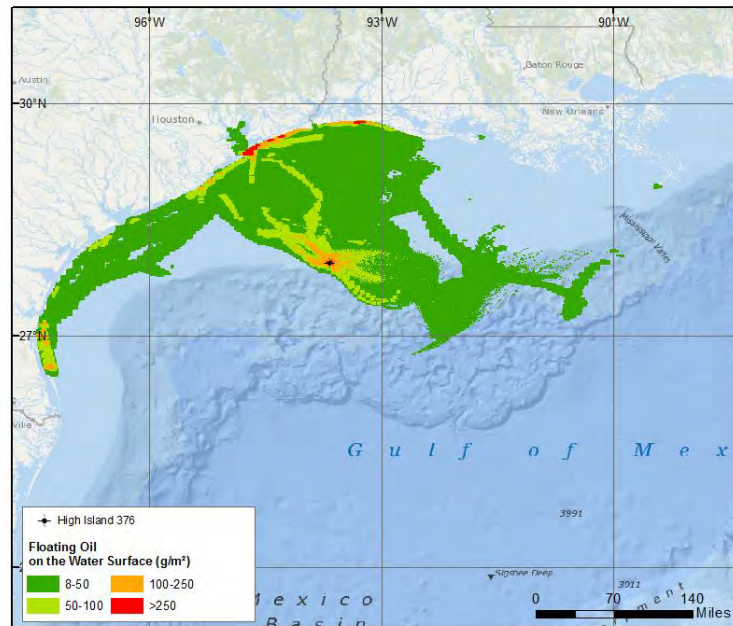 96°W
93°W
90°W
Austin
Baton Rouge
30°N
Houston
New Orleans
Mississippi Valley
27°N
Gulf of Mex
High Island 376
Floating Oil
on the Water Surface (g/m²)
8-50
100-250
50-100
>250
3991
Sigsbee Deep
3911
Mexico
Basin
0 70 140
Miles